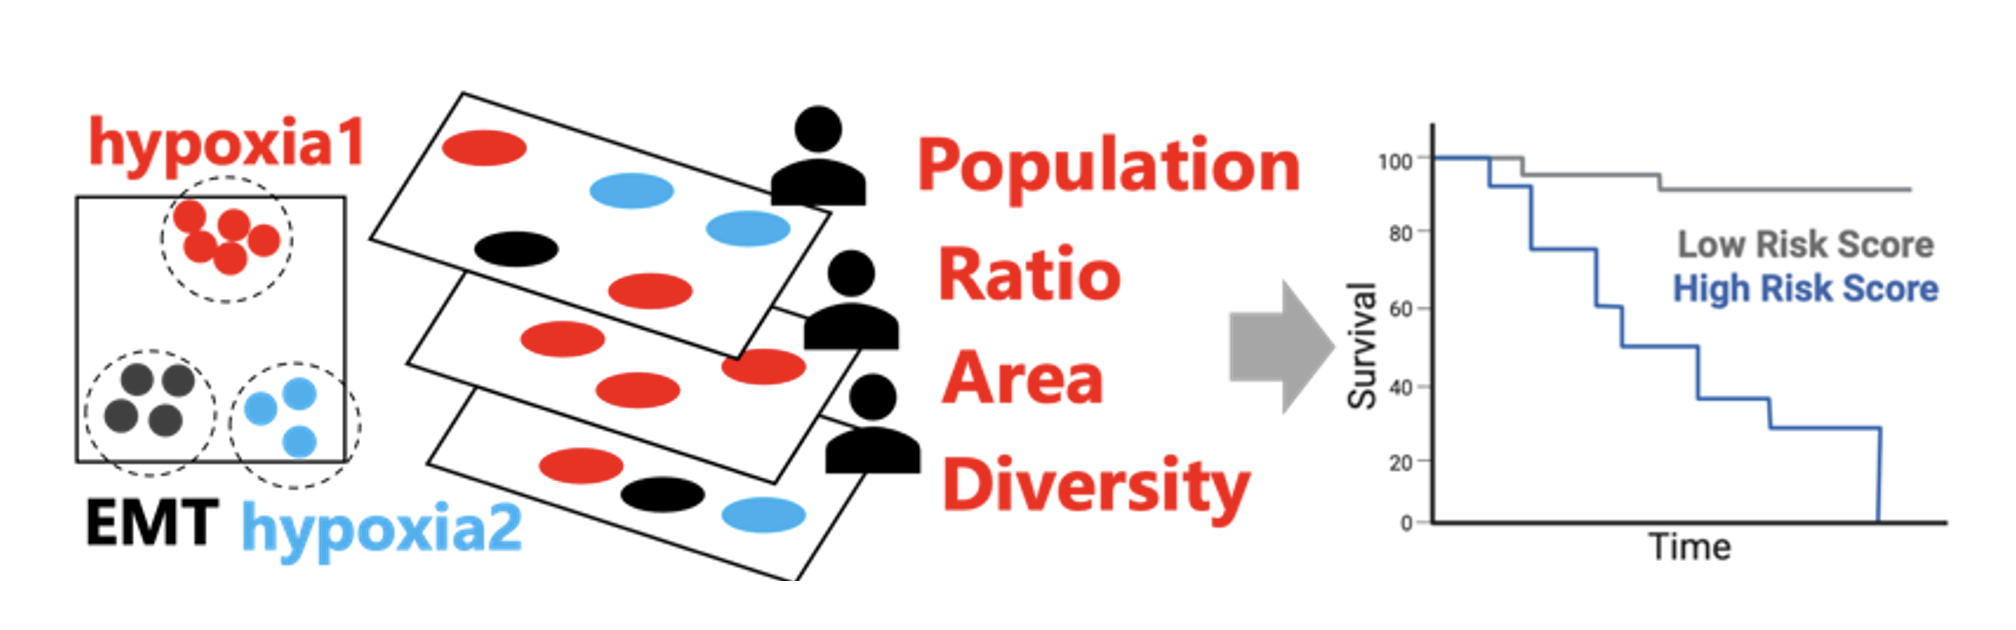 hypoxia1
EMT
hypoxia2
Population
Ratio
Area
Diversity
Survival
100
80
60
40
20
0
Low Risk Score
High Risk Score
Time